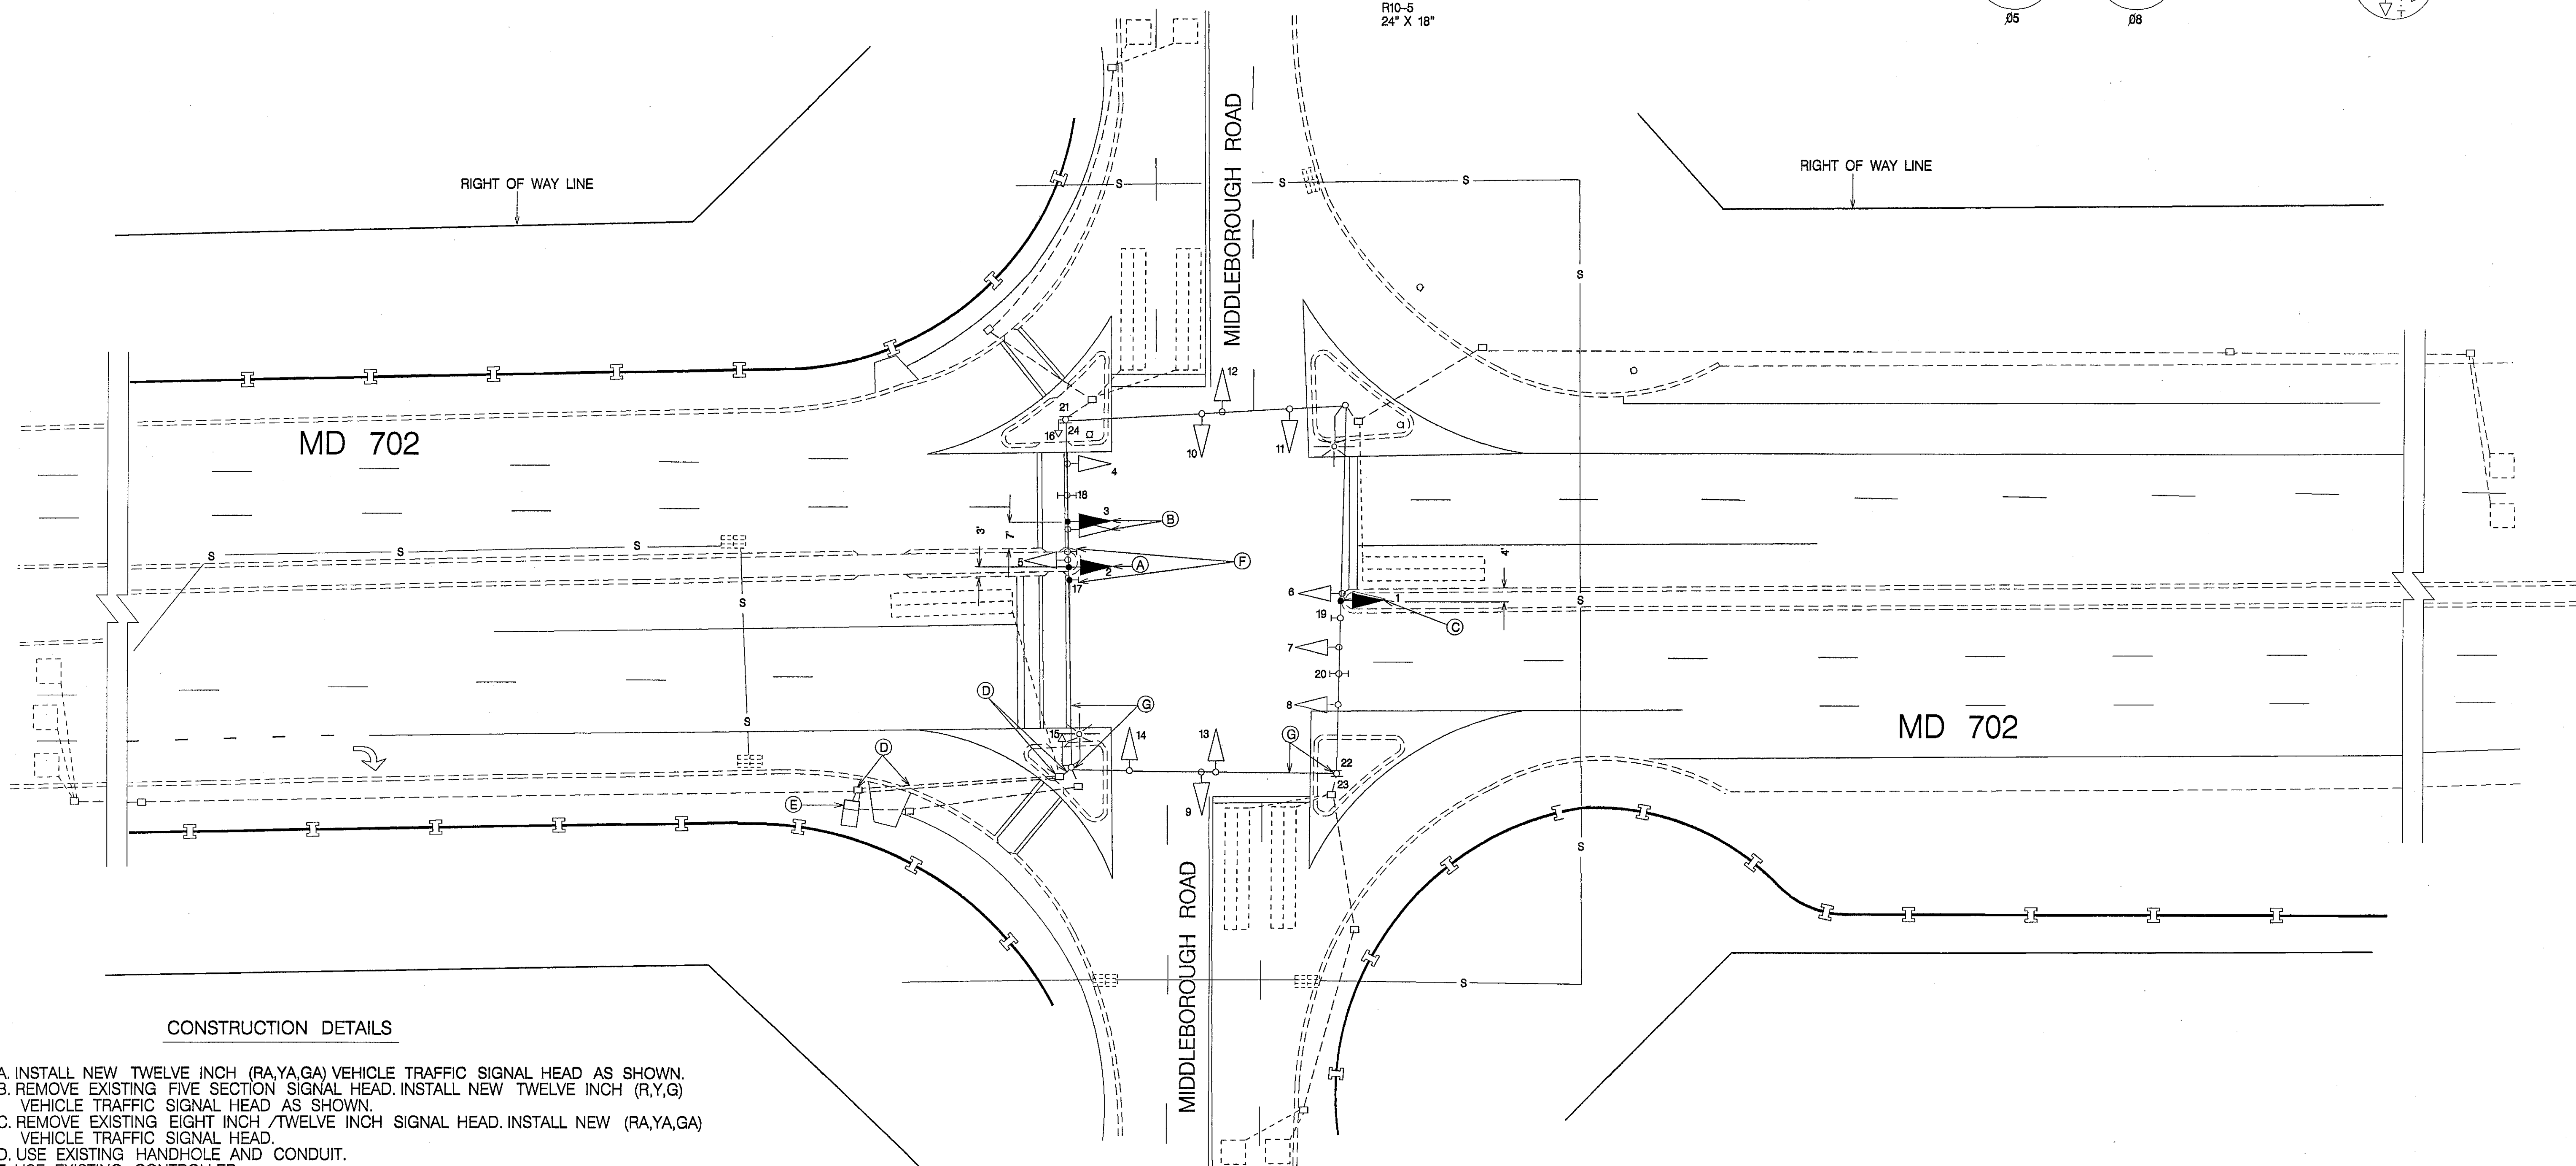 R10-5
24" X 18"
Ø5
Ø8
T
MIDDLEBOROUGH ROAD
RIGHT OF WAY LINE
RIGHT OF WAY LINE
S
S
S
S
12
21
16
24
10
11
4
MD 702
18
3
B
7'
3'
S
S
S
5
F
2
A
17
4'
6
1
S
19
C
S
7
20
D
G
8
S
MD 702
15
14
13
G
D
22
23
E
9
S
MIDDLEBOROUGH ROAD
S
CONSTRUCTION DETAILS
A. INSTALL NEW TWELVE INCH (RA,YA,GA) VEHICLE TRAFFIC SIGNAL HEAD AS SHOWN.
B. REMOVE EXISTING FIVE SECTION SIGNAL HEAD. INSTALL NEW TWELVE INCH (R,Y,G)
VEHICLE TRAFFIC SIGNAL HEAD AS SHOWN.
C. REMOVE EXISTING EIGHT INCH /TWELVE INCH SIGNAL HEAD. INSTALL NEW (RA,YA,GA)
VEHICLE TRAFFIC SIGNAL HEAD.
D. USE EXISTING HANDHOLE AND CONDUIT.
E. USE EXISTING CONTROLLER